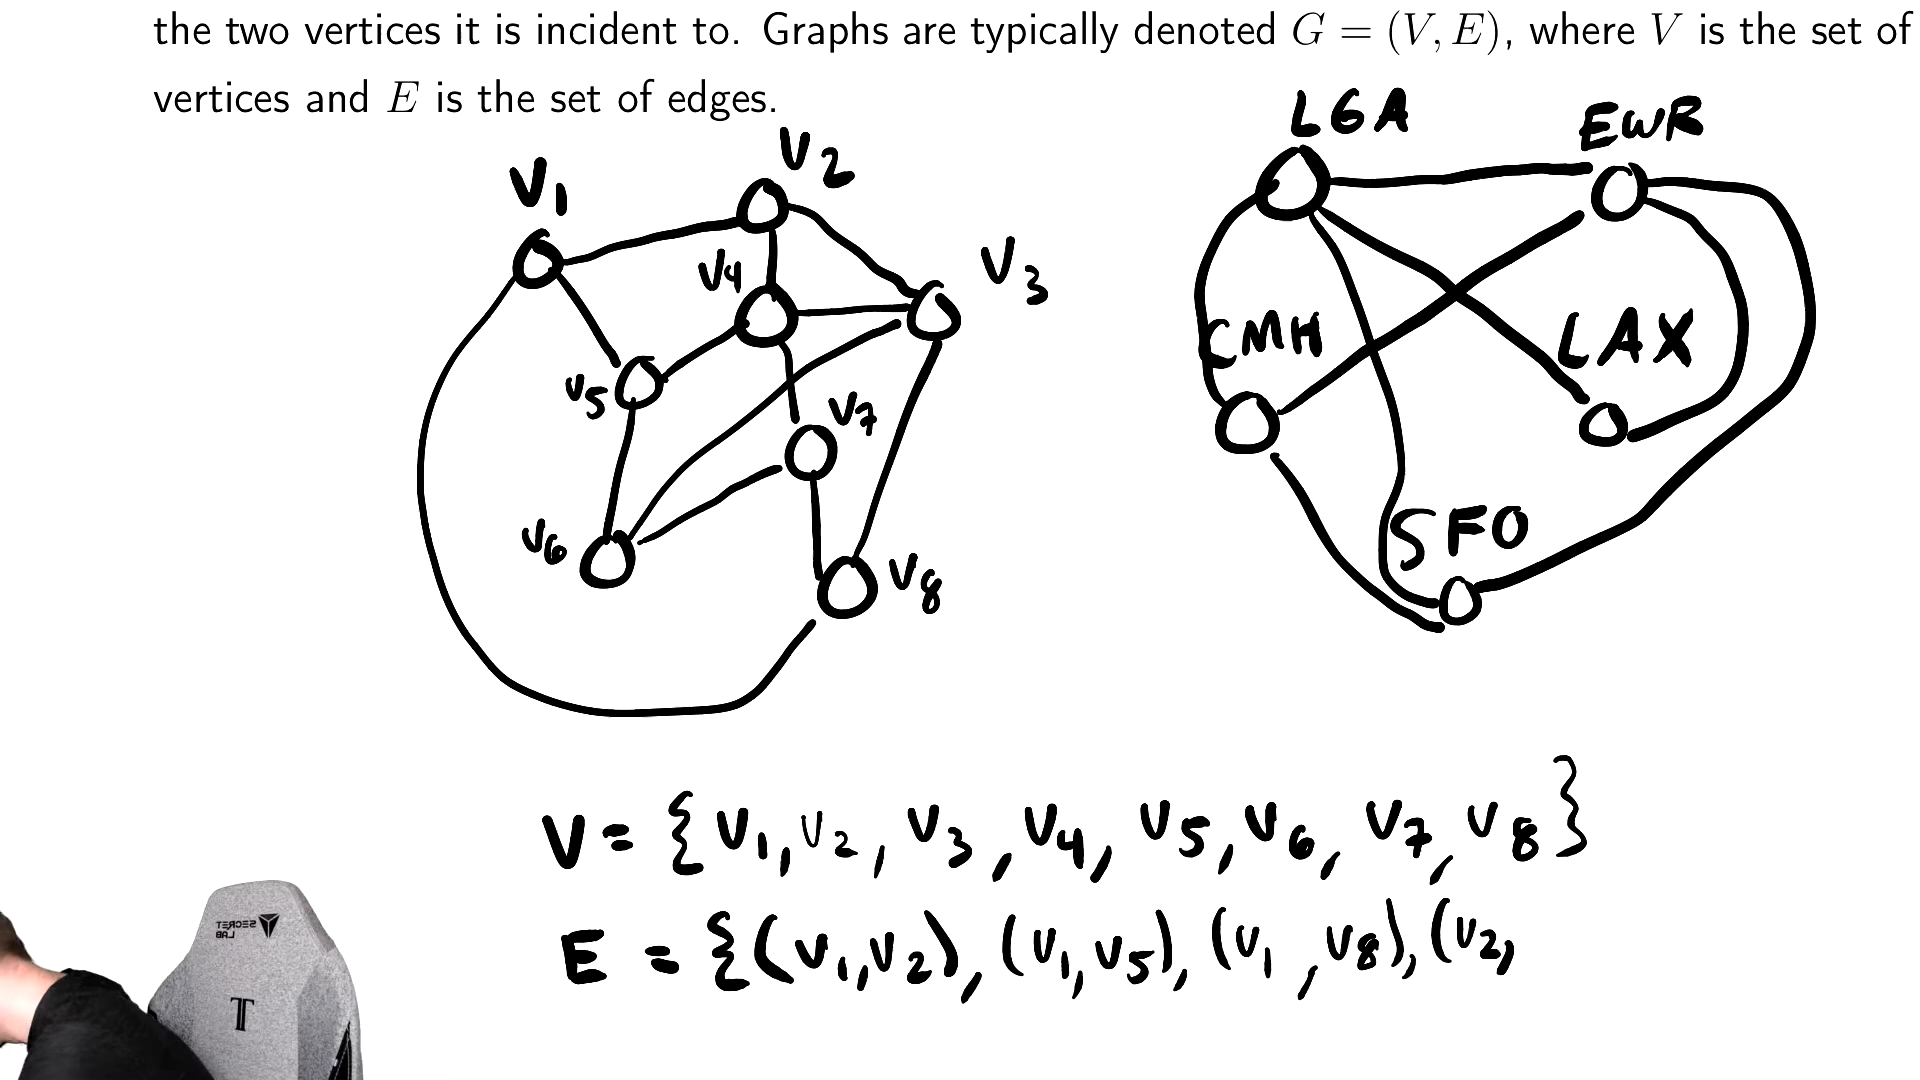 the two vertices it is incident to. Graphs are typically denoted G = (V, E), where V is the set of
vertices and E is the set of edges.
V1
V2
V3
V4
V5
V6
V7
V8
LGA
EWR
CMH
LAX
SFO
V = {V1, V2, V3, V4, V5, V6, V7, V8}
E = {(V1, V2), (V1, V5), (V1, V8), (V2,
SECRET
LAB
T